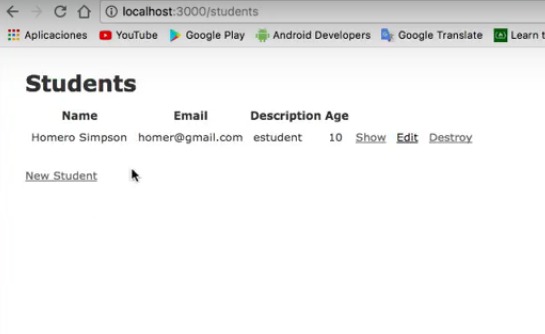 localhost:3000/students
Aplicaciones YouTube Google Play Android Developers Google Translate Learn t
Students
Name Email Description Age
Homero Simpson homer@gmail.com estudent 10 Show Edit Destroy
New Student